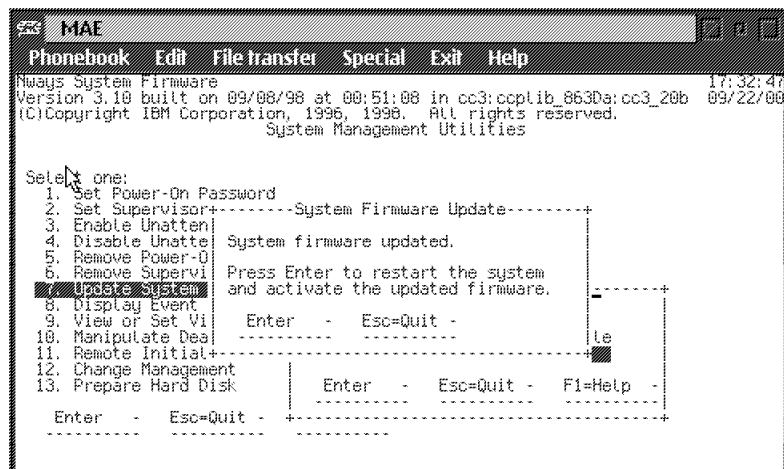 MAE
Phonebook Edit File transfer Special Exit Help
Nways System Firmware 17:32:47
Version 3.10 built on 09/08/98 at 00:51:08 in cc3:ccplib_863Da:cc3_20b 09/22/00
(C)Copyright IBM Corporation, 1996, 1998. All rights reserved.
System Management Utilities
Select one:
1. Set Power-On Password
2. Set Supervisor
3. Enable Unatten
4. Disable Unatte
5. Remove Power-O
6. Remove Supervi
7. Update System
8. Display Event
9. View or Set Vi
10. Manipulate Dea
11. Remote Initial
12. Change Management
13. Prepare Hard Disk
System Firmware Update
System firmware updated.
Press Enter to restart the system
and activate the updated firmware.
Enter - Esc=Quit -
le
Enter - Esc=Quit - F1=Help -
Enter - Esc=Quit -